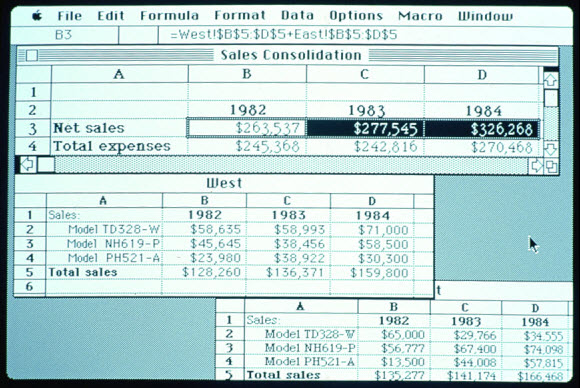 File Edit Formula Format Data Options Macro Window
B3 =West!$B$5:$D$5+East!$B$5:$D$5
Sales Consolidation
A B C D
1
2 1982 1983 1984
3 Net sales $263,537 $277,545 $326,268
4 Total expenses $245,368 $242,816 $270,468
West
A B C D
1 Sales: 1982 1983 1984
2 Model TD328-W $58,635 $58,993 $71,000
3 Model NH619-P $45,645 $38,456 $58,500
4 Model PH521-A $23,980 $38,922 $30,300
5 Total sales $128,260 $136,371 $159,800
6
t
A B C D
1 Sales: 1982 1983 1984
2 Model TD328-W $65,000 $29,766 $34,555
3 Model NH619-P $56,777 $67,400 $74,098
4 Model PH521-A $13,500 $44,008 $57,815
5 Total sales $135,277 $141,174 $166,468